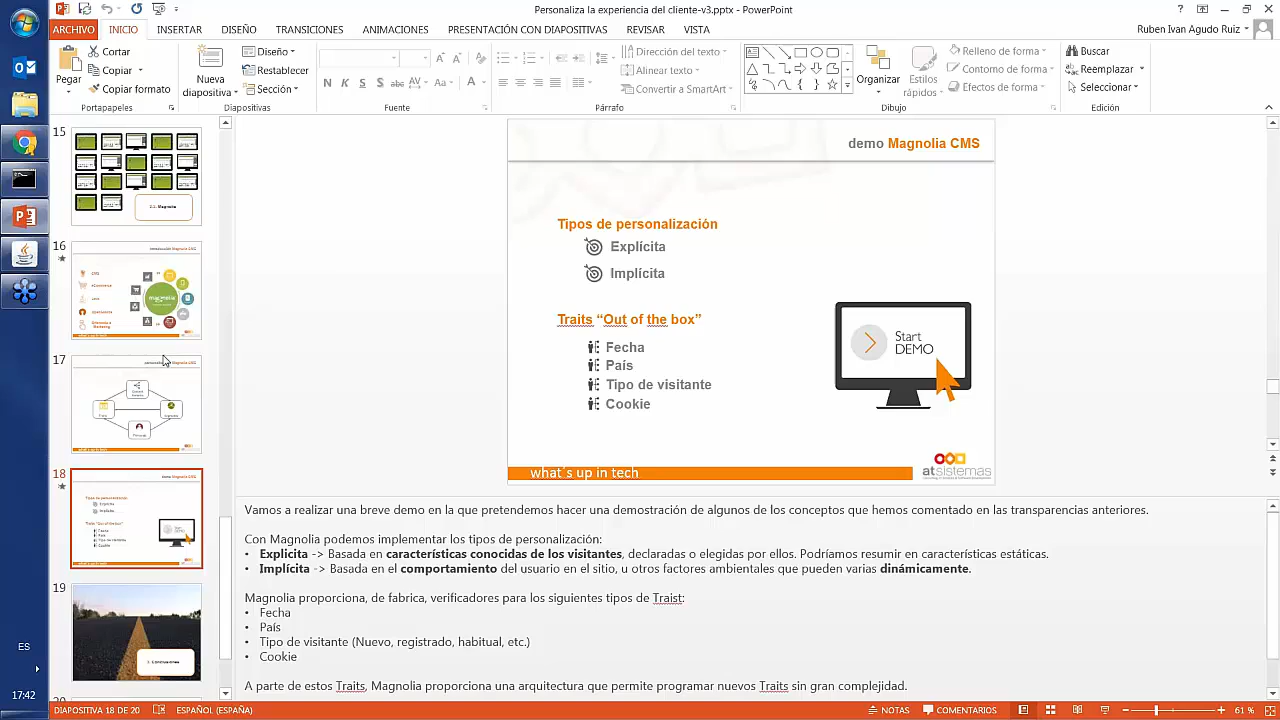 Personaliza la experiencia del cliente-v3.pptx - PowerPoint
ARCHIVO INICIO INSERTAR DISEÑO TRANSICIONES ANIMACIONES PRESENTACIÓN CON DIAPOSITIVAS REVISAR VISTA
Ruben Ivan Agudo Ruiz
Pegar
Cortar
Copiar
Copiar formato
Portapapeles
Nueva
diapositiva
Diseño
Restablecer
Sección
Diapositivas
Fuente
Dirección del texto
Alinear texto
Convertir a SmartArt
Párrafo
Organizar
Estilos
rápidos
Relleno de forma
Contorno de forma
Efectos de forma
Dibujo
Buscar
Reemplazar
Seleccionar
Edición
15
16
17
18
19
demo Magnolia CMS
Tipos de personalización
Explícita
Implícita
Traits “Out of the box”
Fecha
País
Tipo de visitante
Cookie
Start
DEMO
what´s up in tech
atsistemas
Vamos a realizar una breve demo en la que pretendemos hacer una demostración de algunos de los conceptos que hemos comentado en las transparencias anteriores.
Con Magnolia podemos implementar los tipos de personalización:
• Explicita -> Basada en características conocidas de los visitantes, declaradas o elegidas por ellos. Podríamos resumir en características estáticas.
• Implícita -> Basada en el comportamiento del usuario en el sitio, u otros factores ambientales que pueden varias dinámicamente.
Magnolia proporciona, de fabrica, verificadores para los siguientes tipos de Traist:
• Fecha
• País
• Tipo de visitante (Nuevo, registrado, habitual, etc.)
• Cookie
A parte de estos Traits, Magnolia proporciona una arquitectura que permite programar nuevos Traits sin gran complejidad.
ES
17:42
DIAPOSITIVA 18 DE 20 ESPAÑOL (ESPAÑA) NOTAS COMENTARIOS 61 %